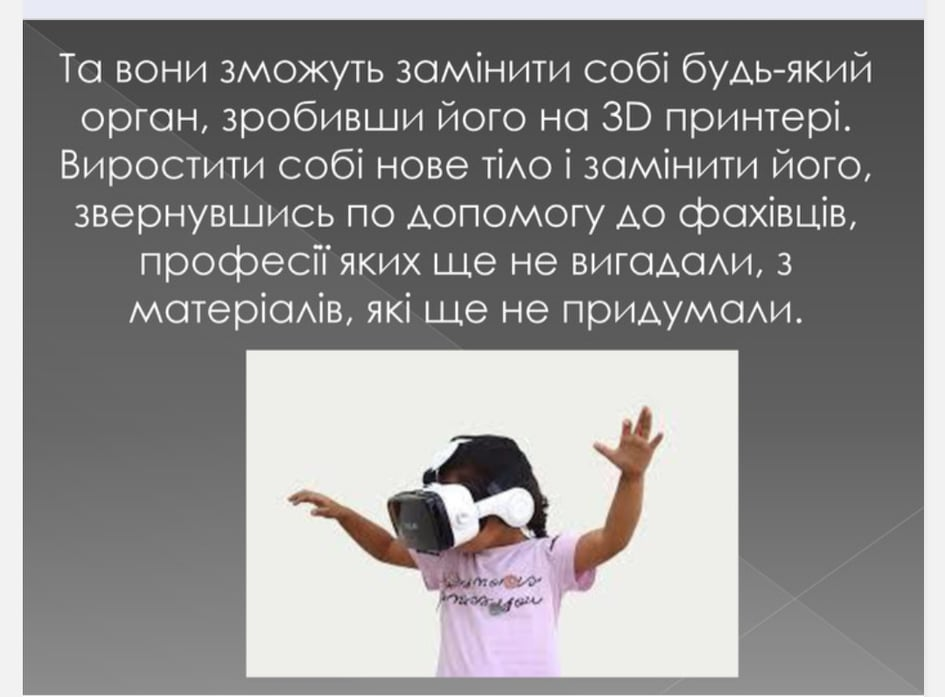 Та вони зможуть замінити собі будь-який
орган, зробивши його на 3D принтері.
Виростити собі нове тіло і замінити його,
звернувшись по допомогу до фахівців,
професії яких ще не вигадали, з
матеріалів, які ще не придумали.